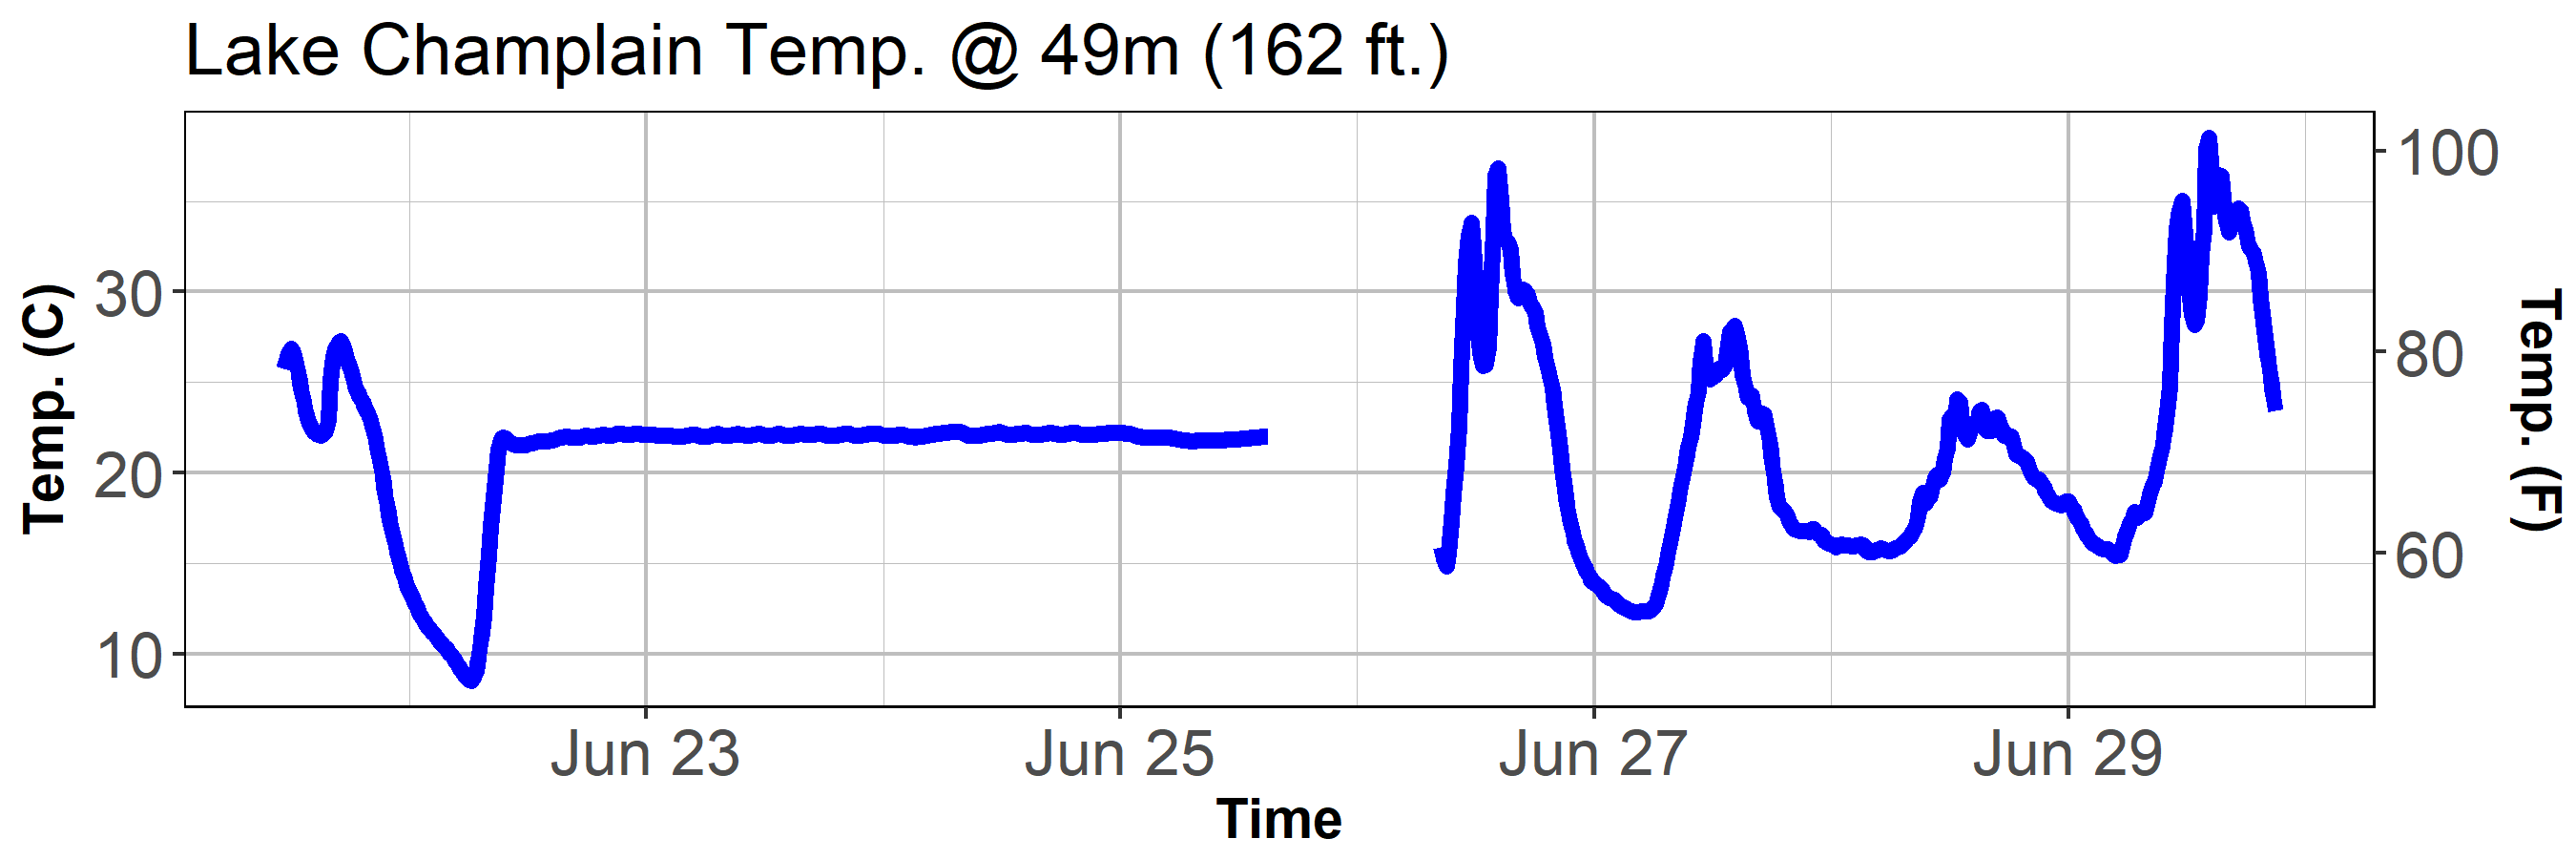 Lake Champlain Temp. @ 49m (162 ft.)
Temp. (C)
30
20
10
100
80
60
Temp. (F)
Jun 23 Jun 25 Jun 27 Jun 29
Time